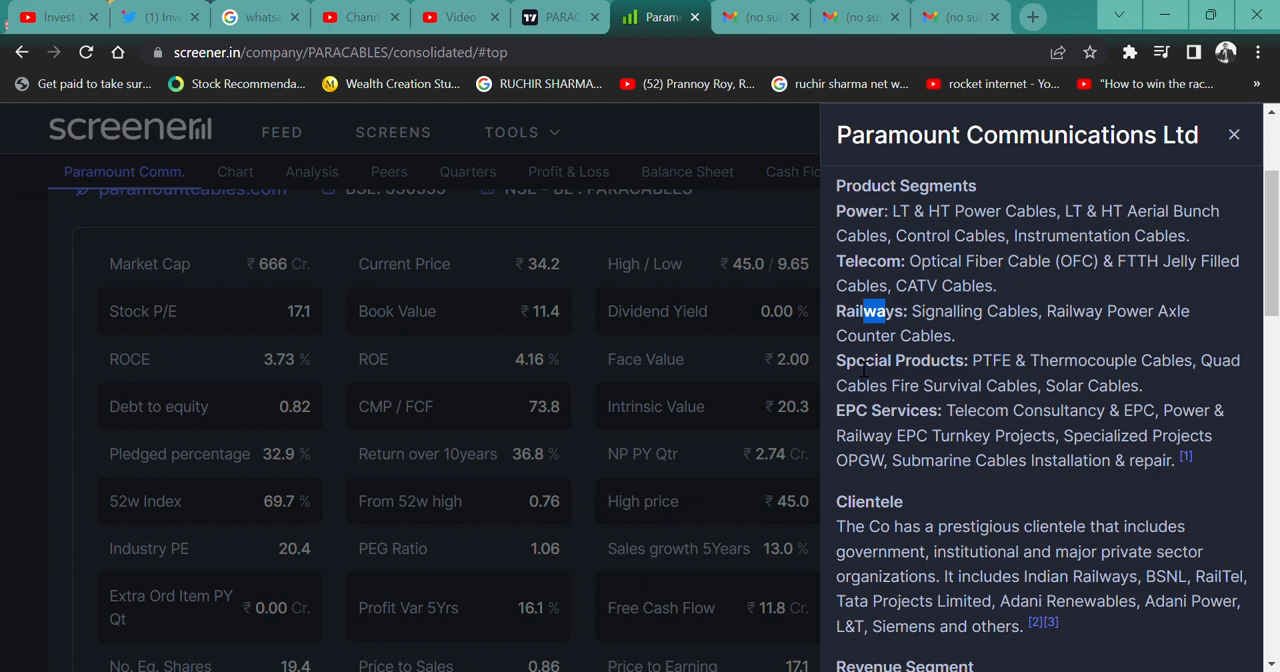 Invest
(1) Inv
whats
Chann
Video
PARAC
Param
(no su
(no su
(no su
screener.in/company/PARACABLES/consolidated/#top
Get paid to take sur...
Stock Recommenda...
Wealth Creation Stu...
RUCHIR SHARMA...
(52) Prannoy Roy, R...
ruchir sharma net w...
rocket internet - Yo...
"How to win the rac...
»
screener
FEED
SCREENS
TOOLS
Paramount Comm.
Chart
Analysis
Peers
Quarters
Profit & Loss
Balance Sheet
Cash Flo
paramountcables.com
BSE: 530555
NSE - BE : PARACABLES
Market Cap ₹ 666 Cr.
Current Price ₹ 34.2
High / Low ₹ 45.0 / 9.65
Stock P/E 17.1
Book Value ₹ 11.4
Dividend Yield 0.00 %
ROCE 3.73 %
ROE 4.16 %
Face Value ₹ 2.00
Debt to equity 0.82
CMP / FCF 73.8
Intrinsic Value ₹ 20.3
Pledged percentage 32.9 %
Return over 10years 36.8 %
NP PY Qtr ₹ 2.74 Cr.
52w Index 69.7 %
From 52w high 0.76
High price ₹ 45.0
Industry PE 20.4
PEG Ratio 1.06
Sales growth 5Years 13.0 %
Extra Ord Item PY
Qt ₹ 0.00 Cr.
Profit Var 5Yrs 16.1 %
Free Cash Flow ₹ 11.8 Cr.
No. Eq. Shares 19.4
Price to Sales 0.86
Price to Earning 17.1
Paramount Communications Ltd
Product Segments
Power: LT & HT Power Cables, LT & HT Aerial Bunch
Cables, Control Cables, Instrumentation Cables.
Telecom: Optical Fiber Cable (OFC) & FTTH Jelly Filled
Cables, CATV Cables.
Railways: Signalling Cables, Railway Power Axle
Counter Cables.
Special Products: PTFE & Thermocouple Cables, Quad
Cables Fire Survival Cables, Solar Cables.
EPC Services: Telecom Consultancy & EPC, Power &
Railway EPC Turnkey Projects, Specialized Projects
OPGW, Submarine Cables Installation & repair. [1]
Clientele
The Co has a prestigious clientele that includes
government, institutional and major private sector
organizations. It includes Indian Railways, BSNL, RailTel,
Tata Projects Limited, Adani Renewables, Adani Power,
L&T, Siemens and others. [2][3]
Revenue Segment